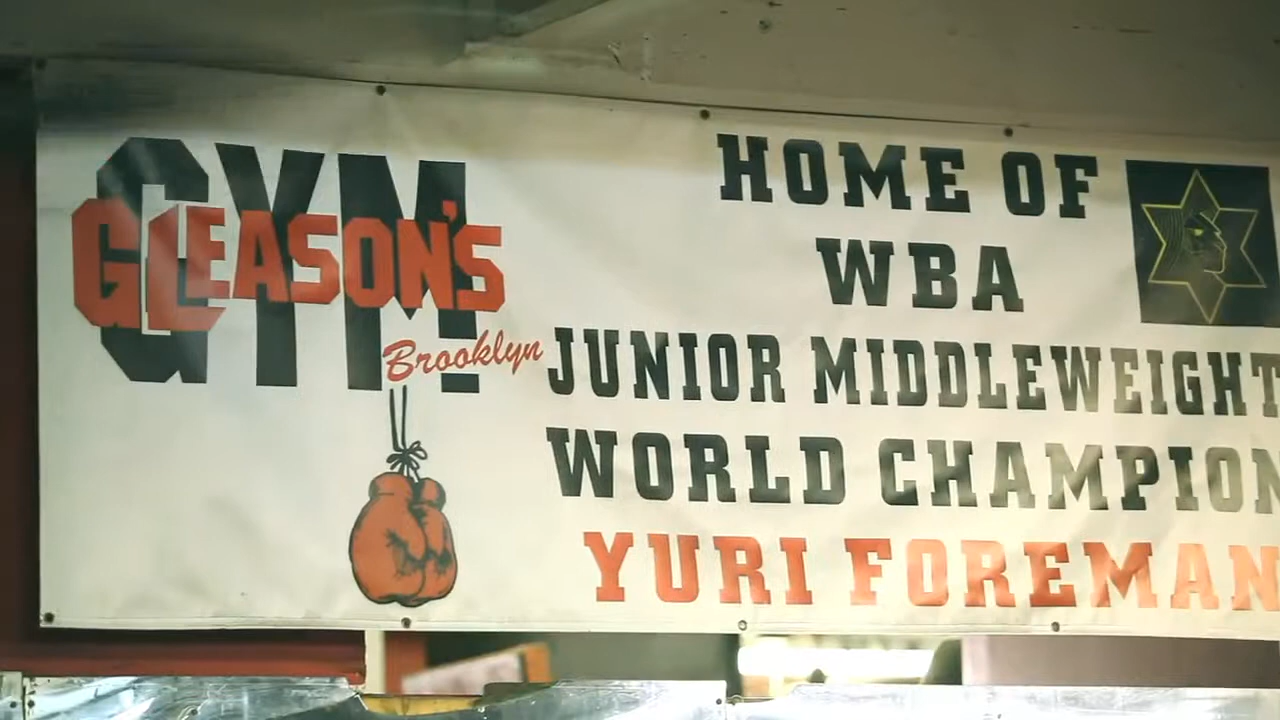 GYM
GLEASON'S
Brooklyn
HOME OF
WBA
JUNIOR MIDDLEWEIGHT
WORLD CHAMPION
YURI FOREMAN